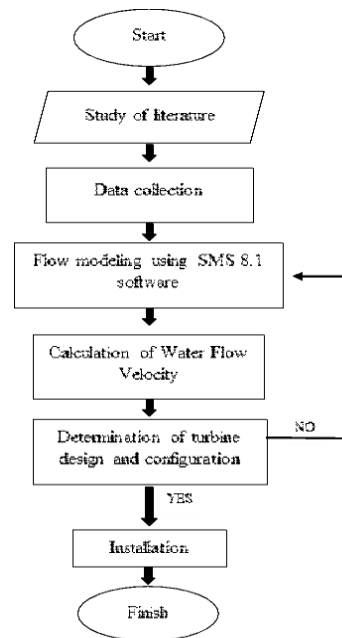 Start
Study of literature
Data collection
Flow modeling using SMS 8.1
software
Calculation of Water Flow
Velocity
Determination of turbine
design and configuration
NO
YES
Installation
Finish